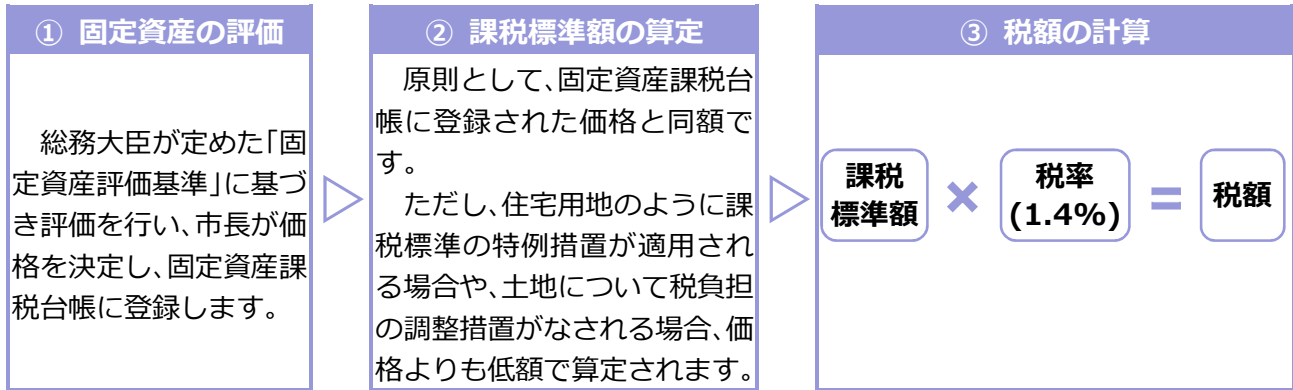 ① 固定資産の評価
総務大臣が定めた「固
定資産評価基準」に基づ
き評価を行い、市長が価
格を決定し、固定資産課
税台帳に登録します。
② 課税標準額の算定
原則として、固定資産課税台
帳に登録された価格と同額で
す。
ただし、住宅用地のように課
税標準の特例措置が適用され
る場合や、土地について税負担
の調整措置がなされる場合、価
格よりも低額で算定されます。
③ 税額の計算
課税
標準額
×
税率
(1.4%)
=
税額